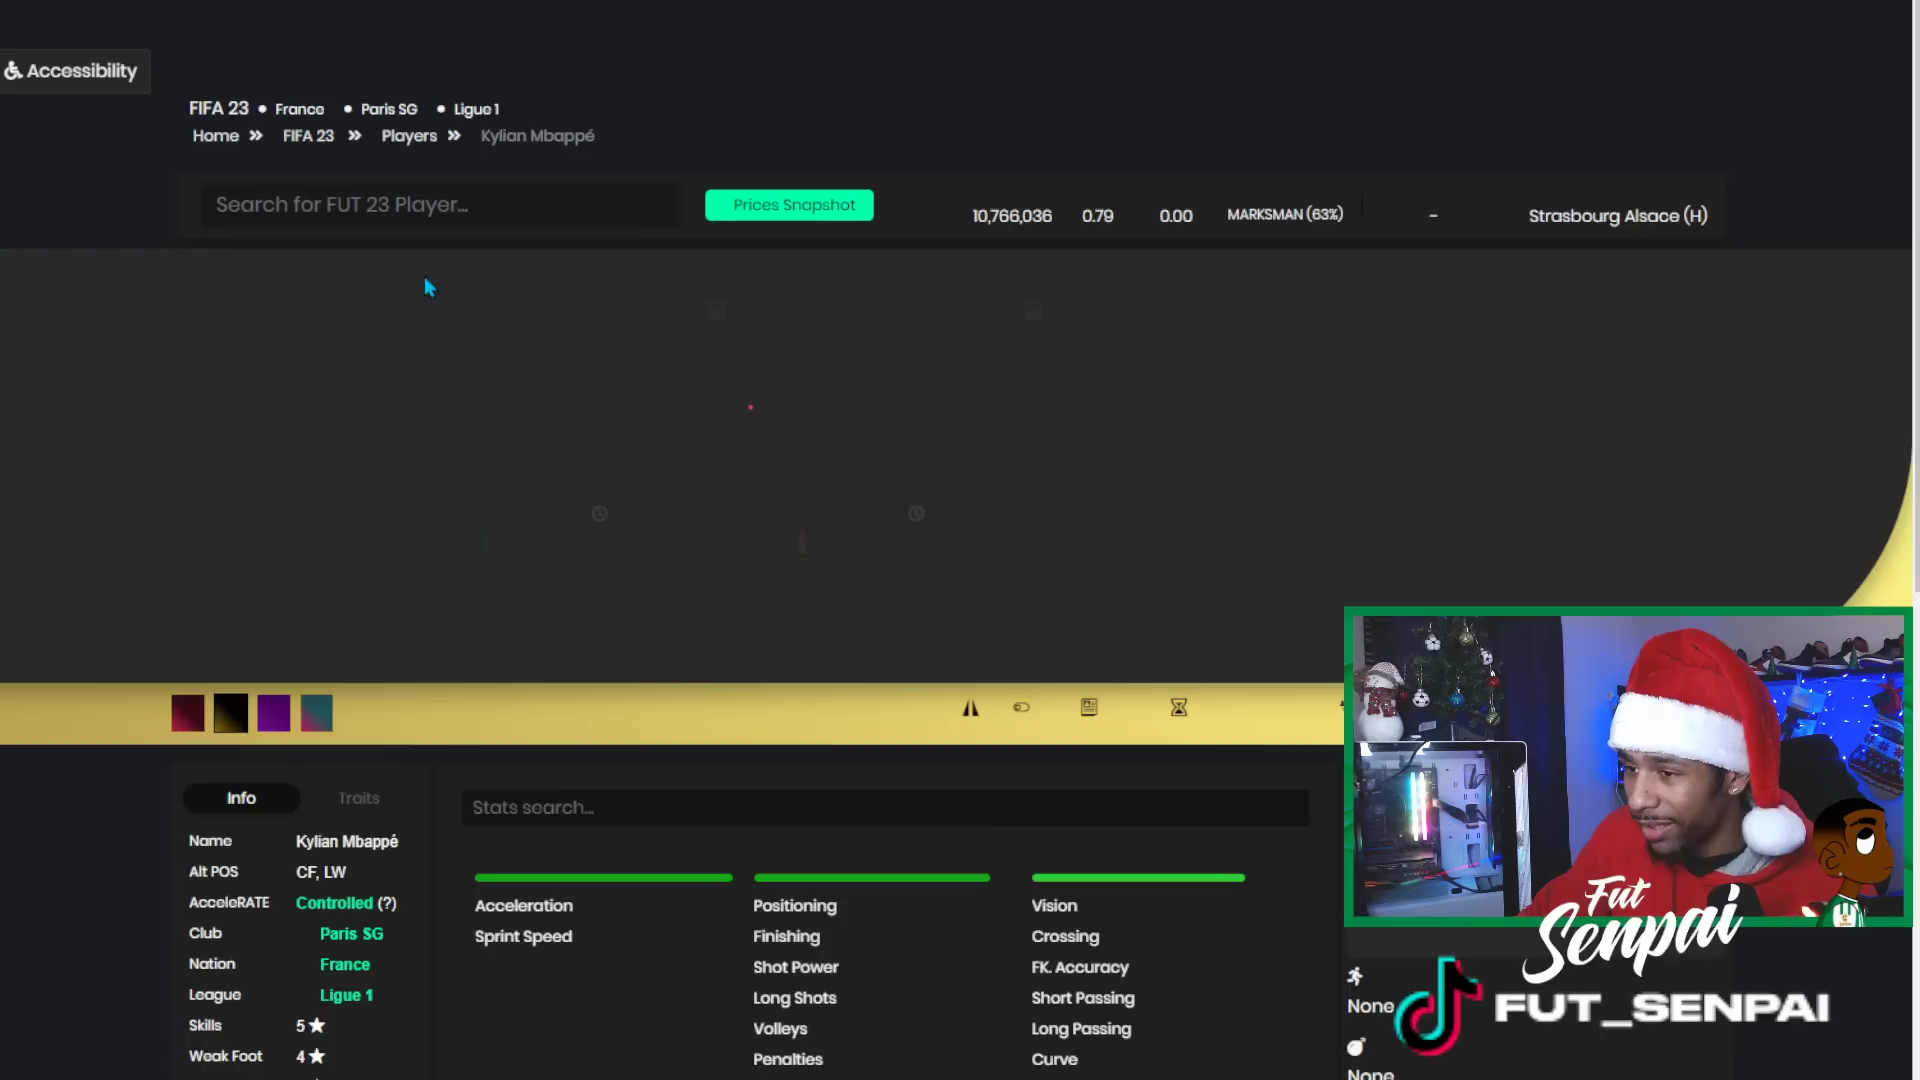 Accessibility
FIFA 23 • France • Paris SG • Ligue 1
Home » FIFA 23 » Players » Kylian Mbappé
Search for FUT 23 Player...
Prices Snapshot
10,766,036 0.79 0.00 MARKSMAN (63%) - Strasbourg Alsace (H)
Info Traits
Stats search...
Name Kylian Mbappé
Alt POS CF, LW
AcceleRATE Controlled (?)
Club Paris SG
Nation France
League Ligue 1
Skills 5 ★
Weak Foot 4 ★
Acceleration
Sprint Speed
Positioning
Finishing
Shot Power
Long Shots
Volleys
Penalties
Vision
Crossing
FK. Accuracy
Short Passing
Long Passing
Curve
None
None
Fut
Senpai
FUT_SENPAI